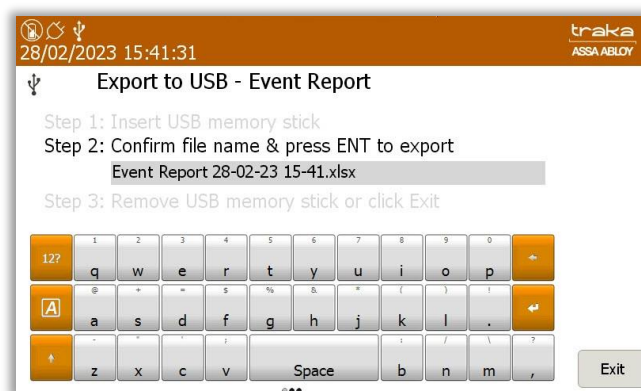 traka
28/02/2023 15:41:31
ASSA ABLOY
Export to USB - Event Report
Step 1: Insert USB memory stick
Step 2: Confirm file name & press ENT to export
Event Report 28-02-23 15-41.xlsx
Step 3: Remove USB memory stick or click Exit
1 2 3 4 5 6 7 8 9 0
12? q w e r t y u i o p
@ + = $ % & * ( ) !
A a s d f g h j k l .
- " ' ; : / \ ?
z x c v Space b n m ,
Exit